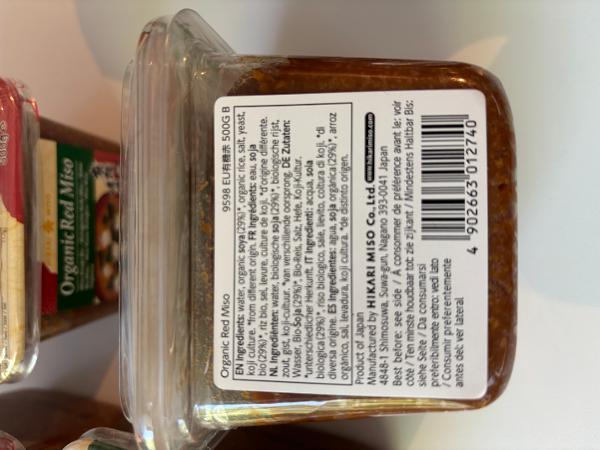 Organic Red Miso 9598 EU有機赤 500G B
EN Ingredients: water, organic soya(29%)*, organic rice, salt, yeast,
koji culture. *from different origin. FR Ingrédients: eau, soja
bio(29%)*, riz bio, sel, levure, culture de koji. *d'origine différente.
NL Ingrediënten: water, biologische soja(29%)*, biologische rijst,
zout, gist, koji-cultuur. *van verschillende oorsprong. DE Zutaten:
Wasser, Bio-Soja(29%)*, Bio-Reis, Salz, Hefe, Koji-Kultur.
*unterschiedlicher Herkunft. IT Ingredienti: acqua, soia
biologica(29%)*, riso biologico, sale, lievito, coltura di koji. *di
diversa origine. ES Ingredientes: agua, soja orgánica(29%)*, arroz
orgánico, sal, levadura, koji cultura. *de distinto origen.
Product of Japan
Manufactured by HIKARI MISO Co., Ltd. www.hikarimiso.com
4848-1 Shimosuwa, Suwa-gun, Nagano 393-0041 Japan
Best before: see side / À consommer de préférence avant le: voir
côté / Ten minste houdbaar tot: zie zijkant / Mindestens Haltbar Bis:
siehe Seite / Da consumarsi
preferibilmente entro: vedi lato
/ Consumir preferentemente
antes del: ver lateral
4 902663 012740
Organic Red Miso